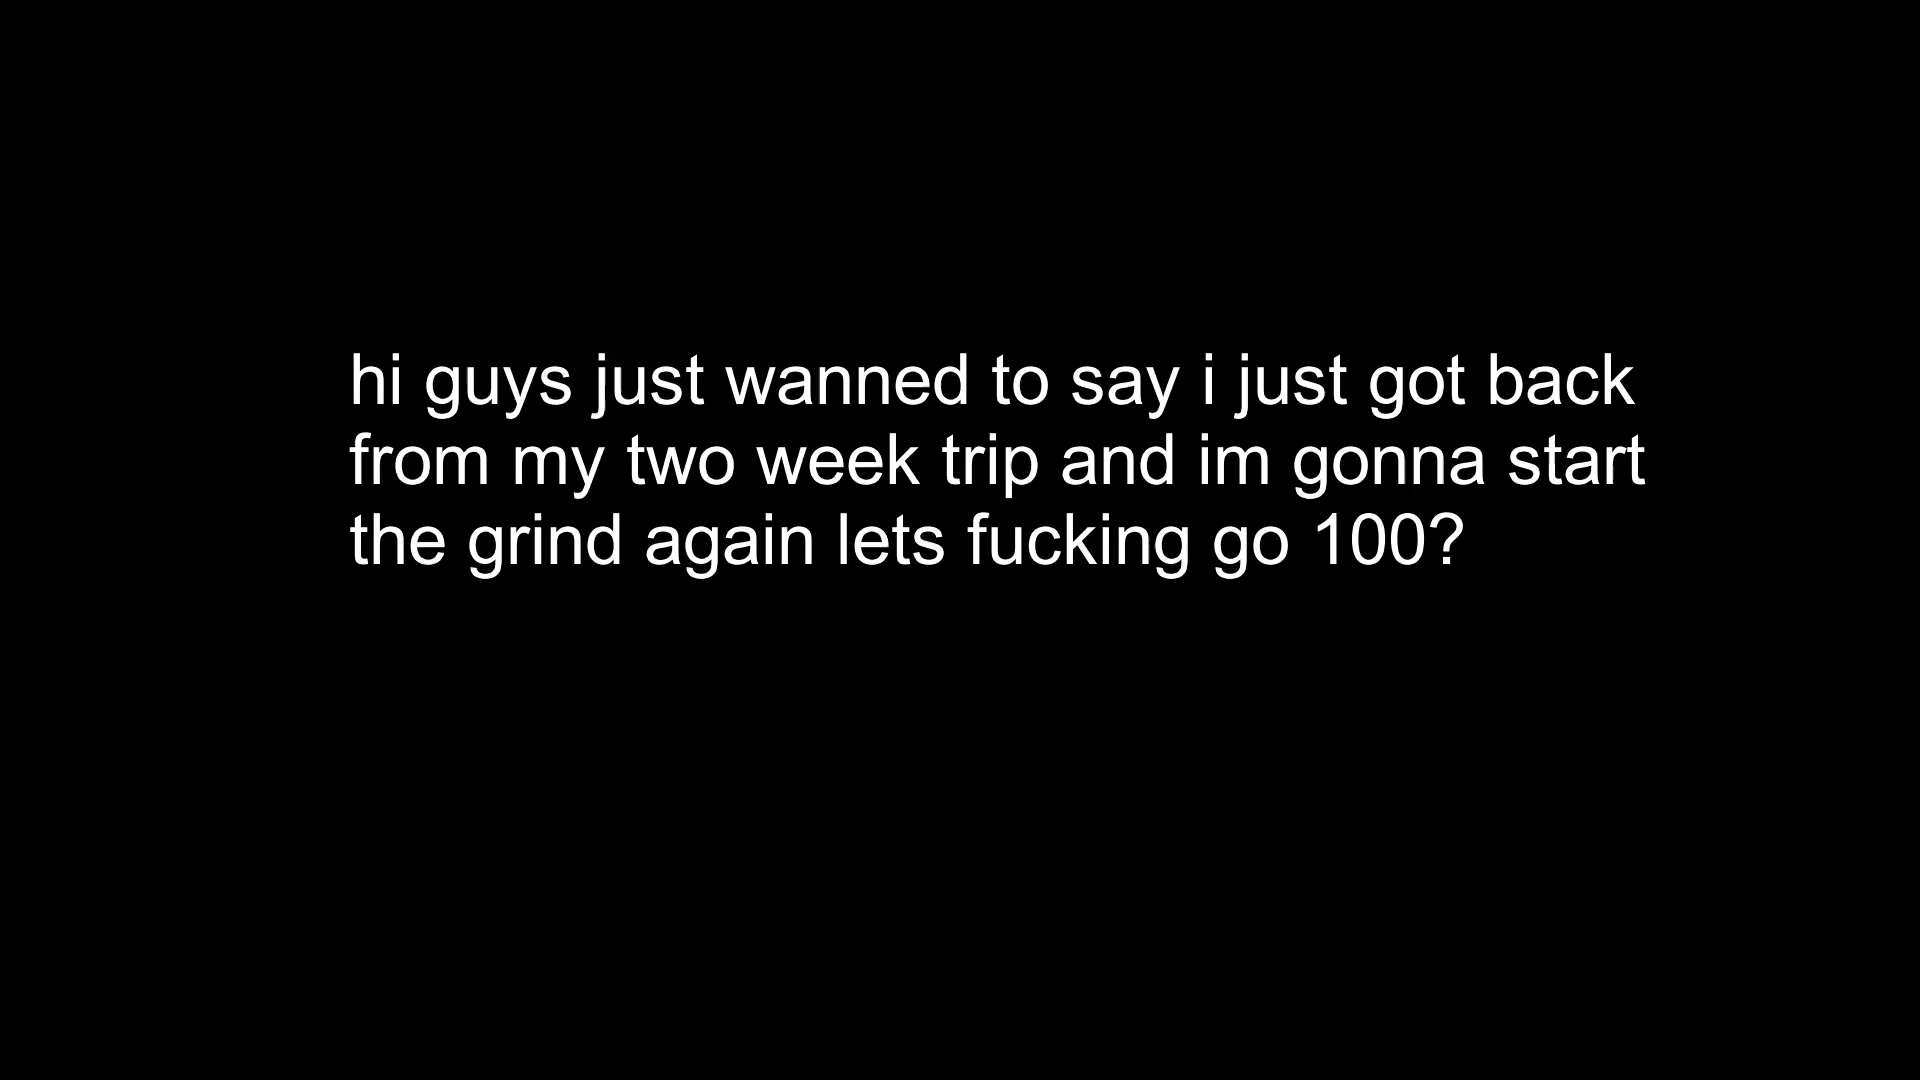 hi guys just wanned to say i just got back
from my two week trip and im gonna start
the grind again lets fucking go 100?